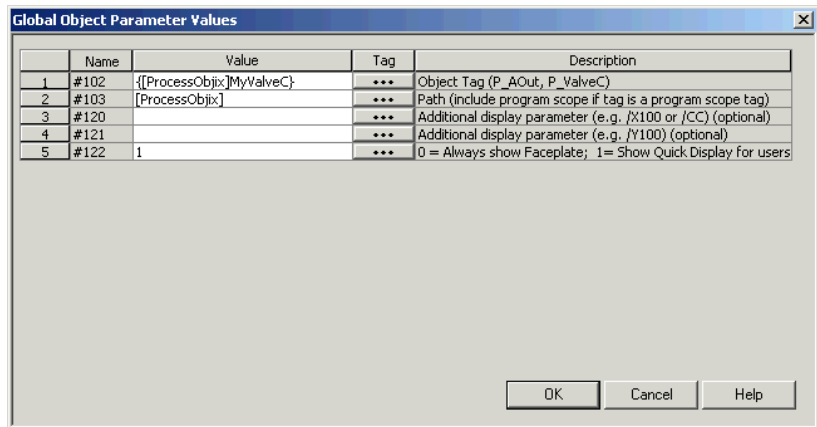 Global Object Parameter Values
Name Value Tag Description
1 #102 {[ProcessObjix]MyValveC} ••• Object Tag (P_AOut, P_ValveC)
2 #103 [ProcessObjix] ••• Path (include program scope if tag is a program scope tag)
3 #120 ••• Additional display parameter (e.g. /X100 or /CC) (optional)
4 #121 ••• Additional display parameter (e.g. /Y100) (optional)
5 #122 1 ••• 0 = Always show Faceplate; 1= Show Quick Display for users
OK Cancel Help